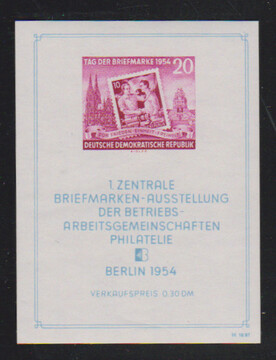 TAG DER BRIEFMARKE 1954 20
10
DEUTSCHE DEMOKRATISCHE REPUBLIK
1. ZENTRALE
BRIEFMARKEN-AUSSTELLUNG
DER BETRIEBS-
ARBEITSGEMEINSCHAFTEN
PHILATELIE
BERLIN 1954
VERKAUFSPREIS: 0,30 DM